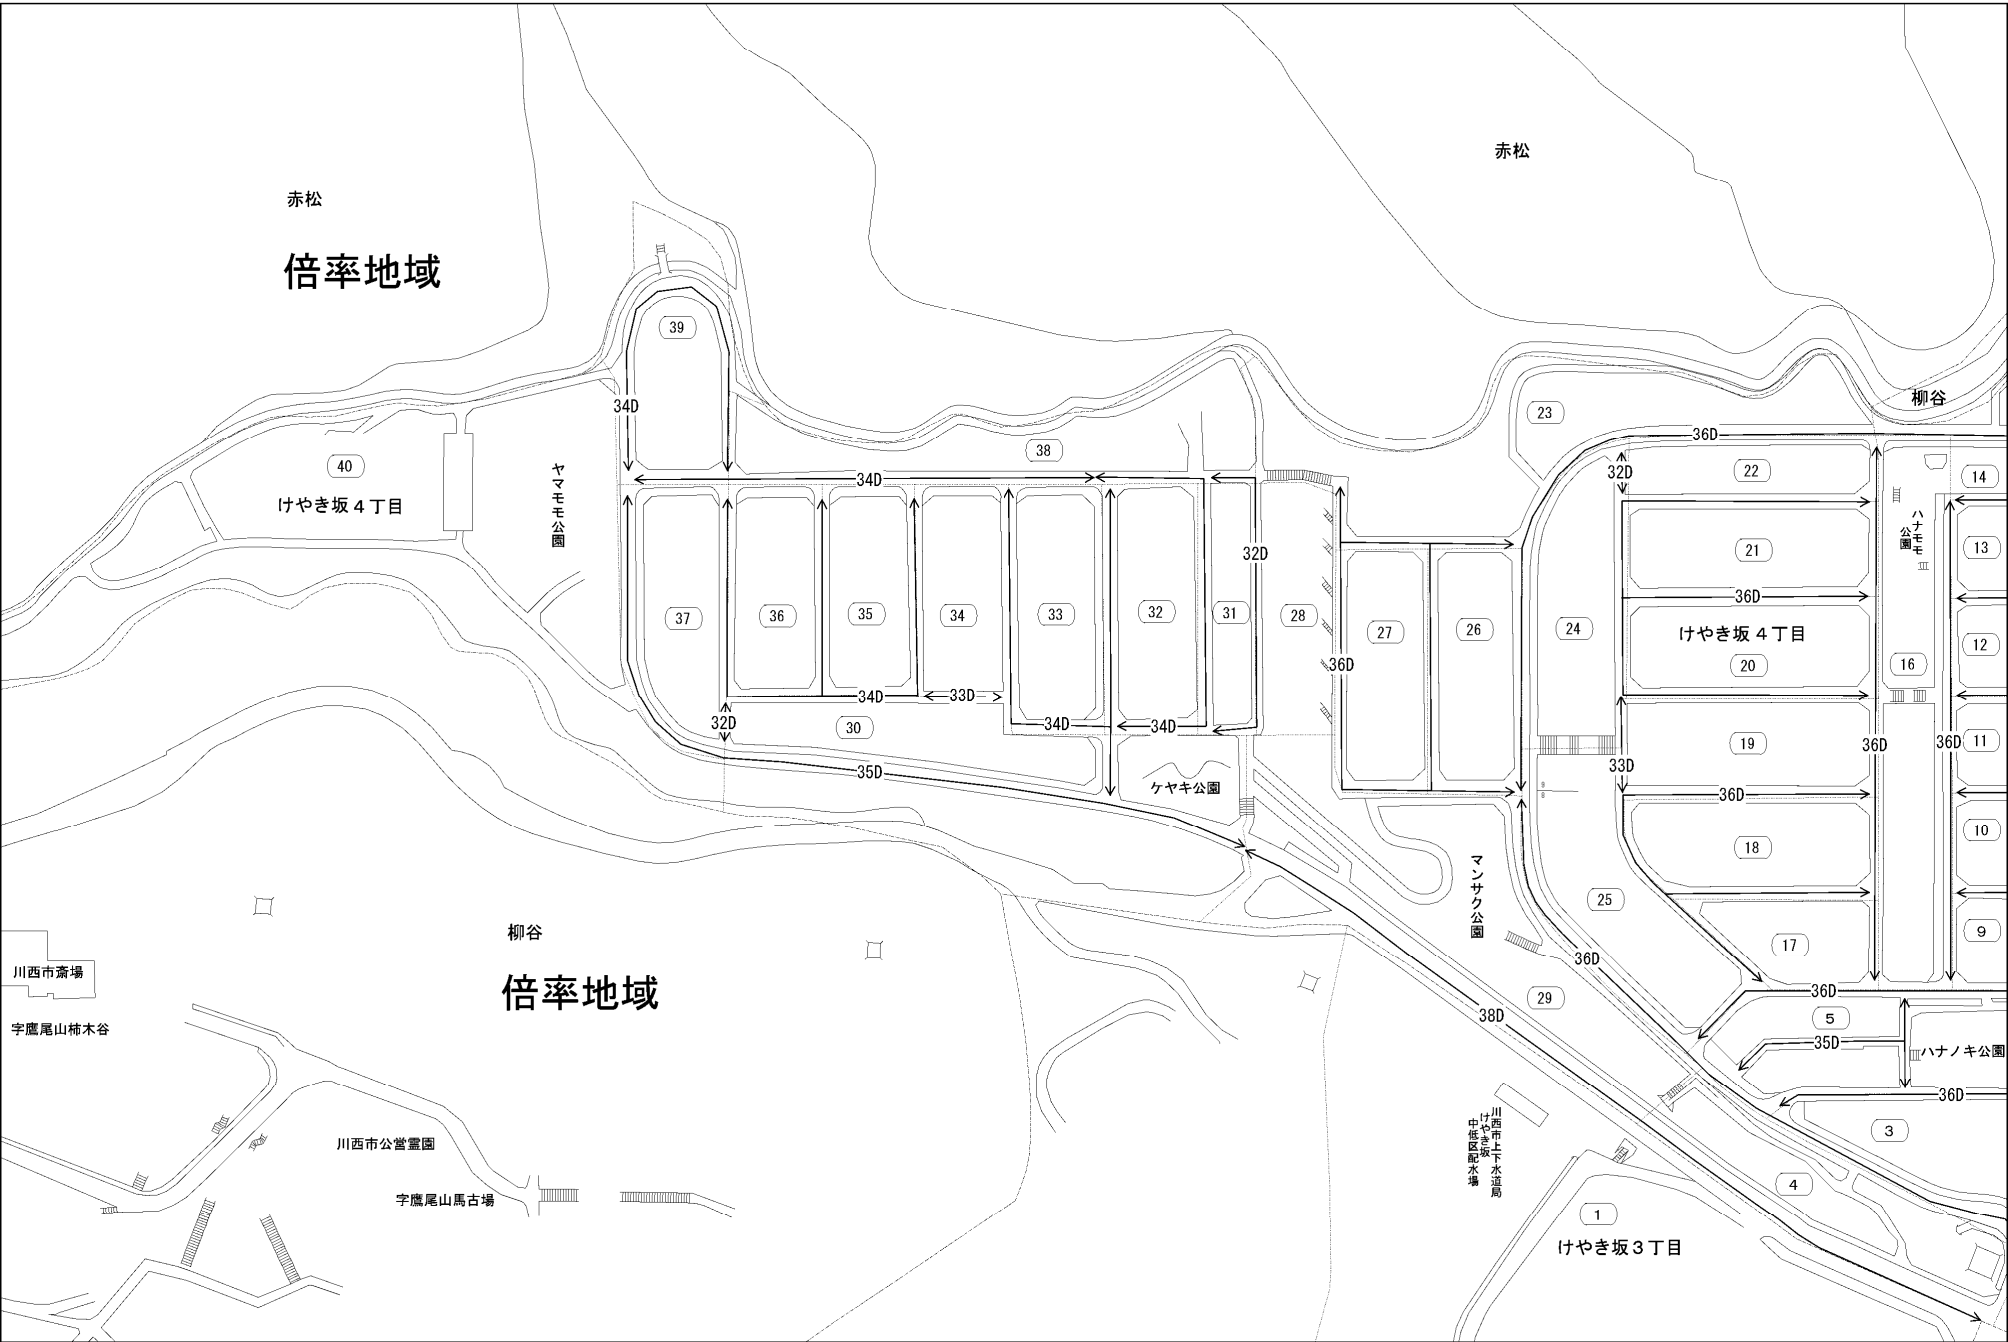 赤松
赤松
倍率地域
39
34D
柳谷
23
36D
38
22
32D
14
40
34D
けやき坂4丁目
ヤマモモ公園
ハナモモ公園
21
13
32D
36D
37
36
35
34
33
32
31
28
27
26
24
けやき坂4丁目
20
16
12
36D
34D
33D
32D
30
34D
34D
19
36D
36D
11
33D
35D
ケヤキ公園
36D
10
18
マンサク公園
25
17
9
柳谷
36D
川西市斎場
倍率地域
29
36D
38D
5
字鷹尾山柿木谷
35D
ハナノキ公園
36D
3
川西市上下水道局
けやき坂
中低区配水場
川西市公営霊園
4
字鷹尾山馬古場
1
けやき坂3丁目